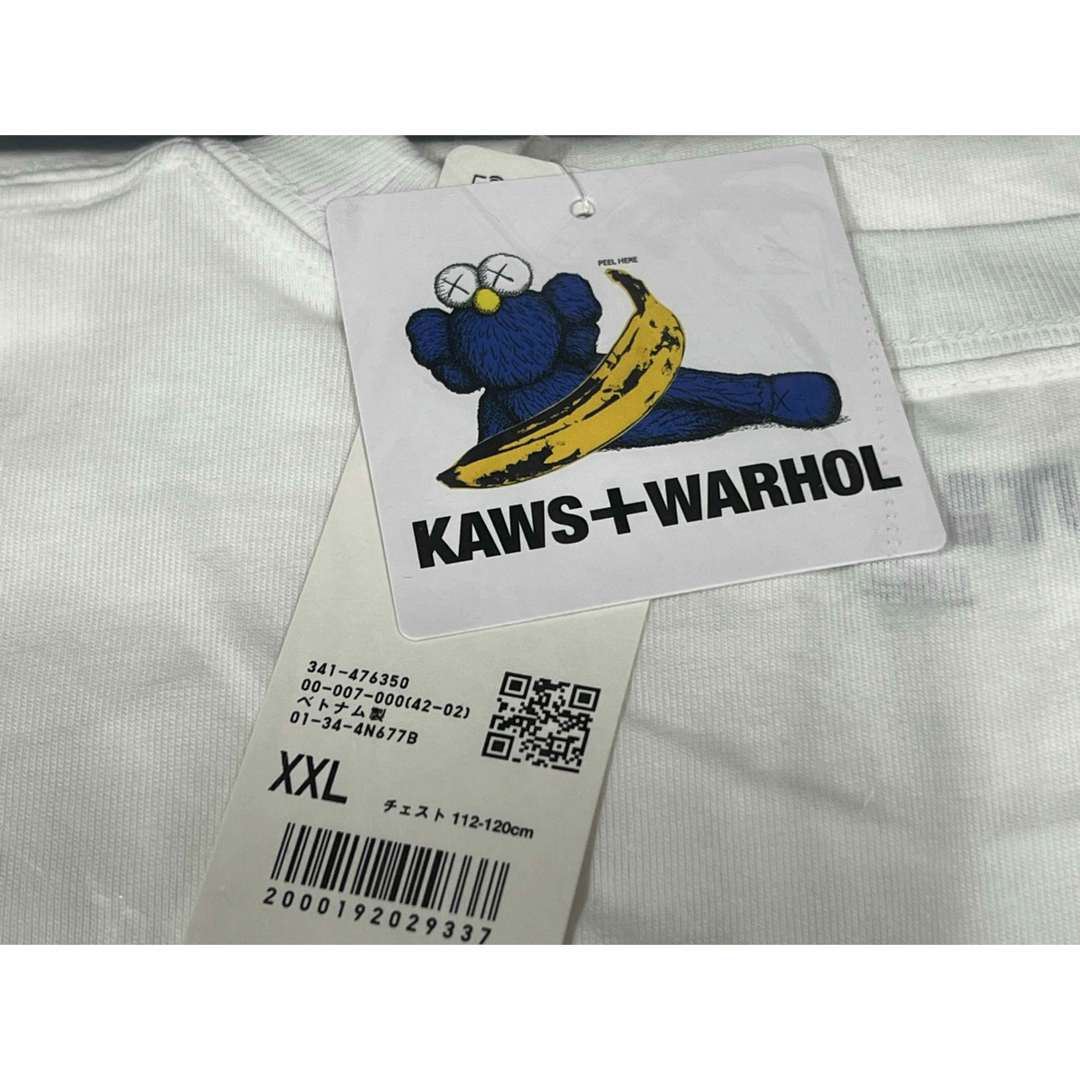 PEEL HERE
KAWS+WARHOL
341-476350
00-007-000(42-02)
ベトナム製
01-34-4N677B
XXL
チェスト 112-120cm
2000192029337